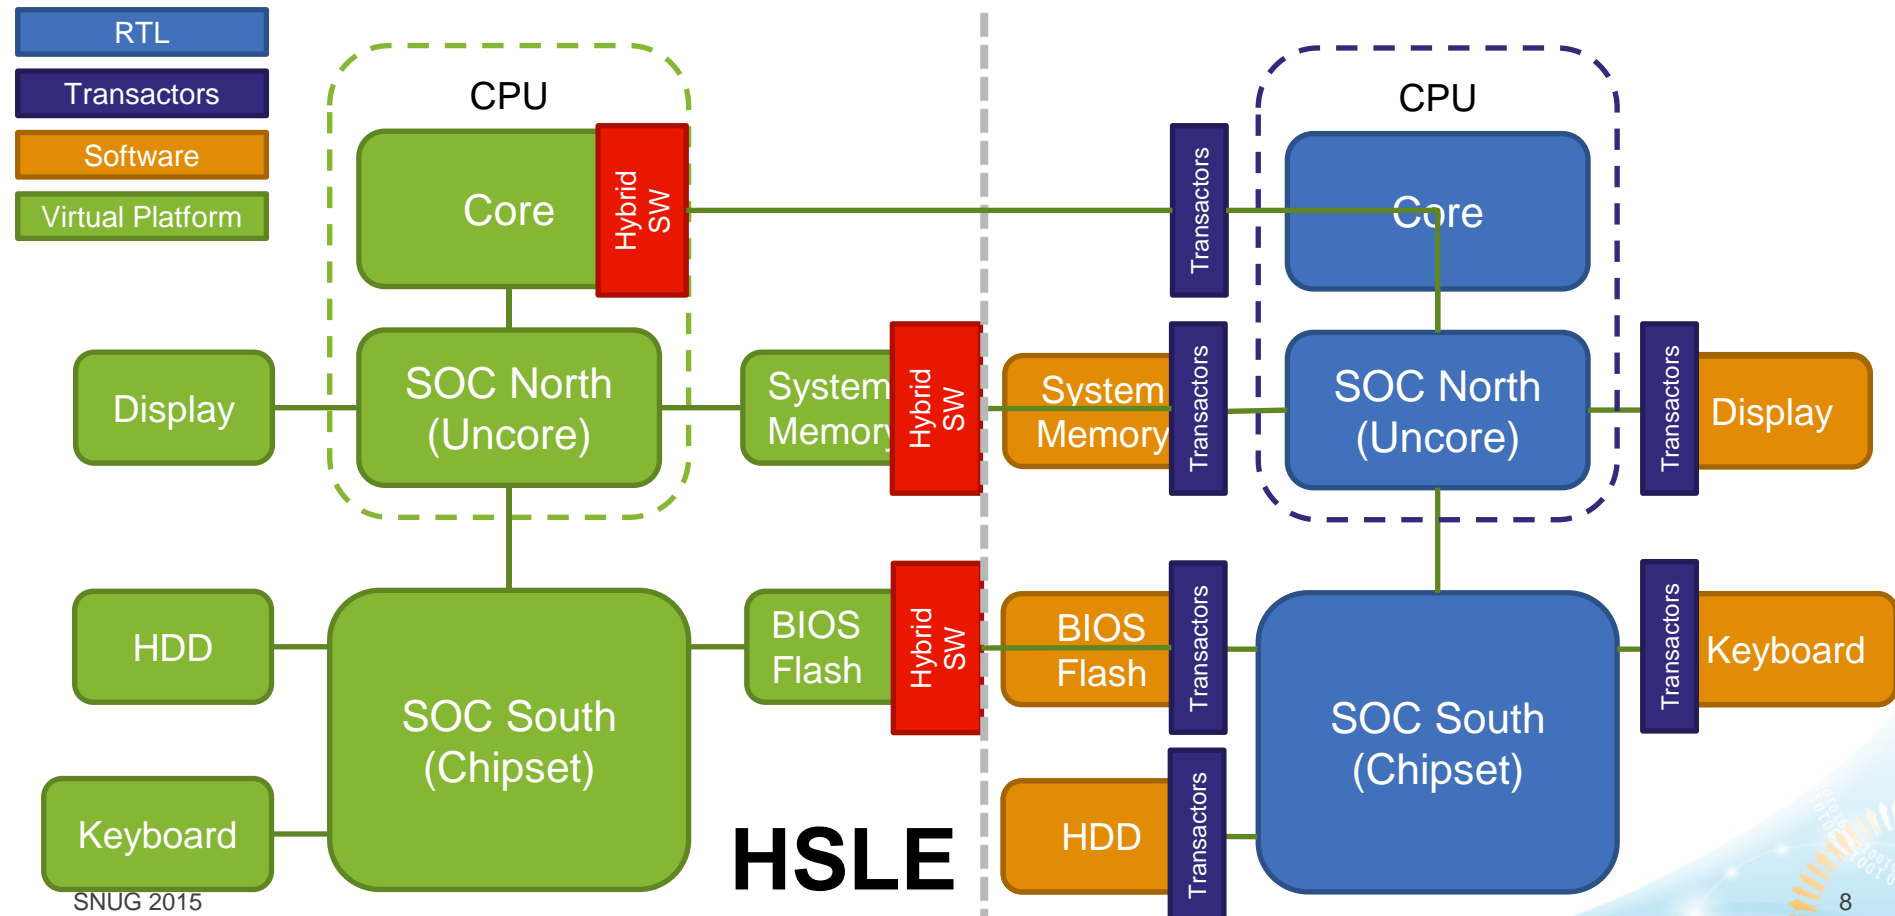 RTL
Transactors
Software
Virtual Platform
CPU
Core
Hybrid
SW
SOC North
(Uncore)
Display
System
Memory
Hybrid
SW
HDD
SOC South
(Chipset)
BIOS
Flash
Hybrid
SW
Keyboard
HSLE
CPU
Transactors
Core
System
Memory
Transactors
SOC North
(Uncore)
Transactors
Display
BIOS
Flash
Transactors
SOC South
(Chipset)
Transactors
Keyboard
HDD
Transactors
SNUG 2015
8